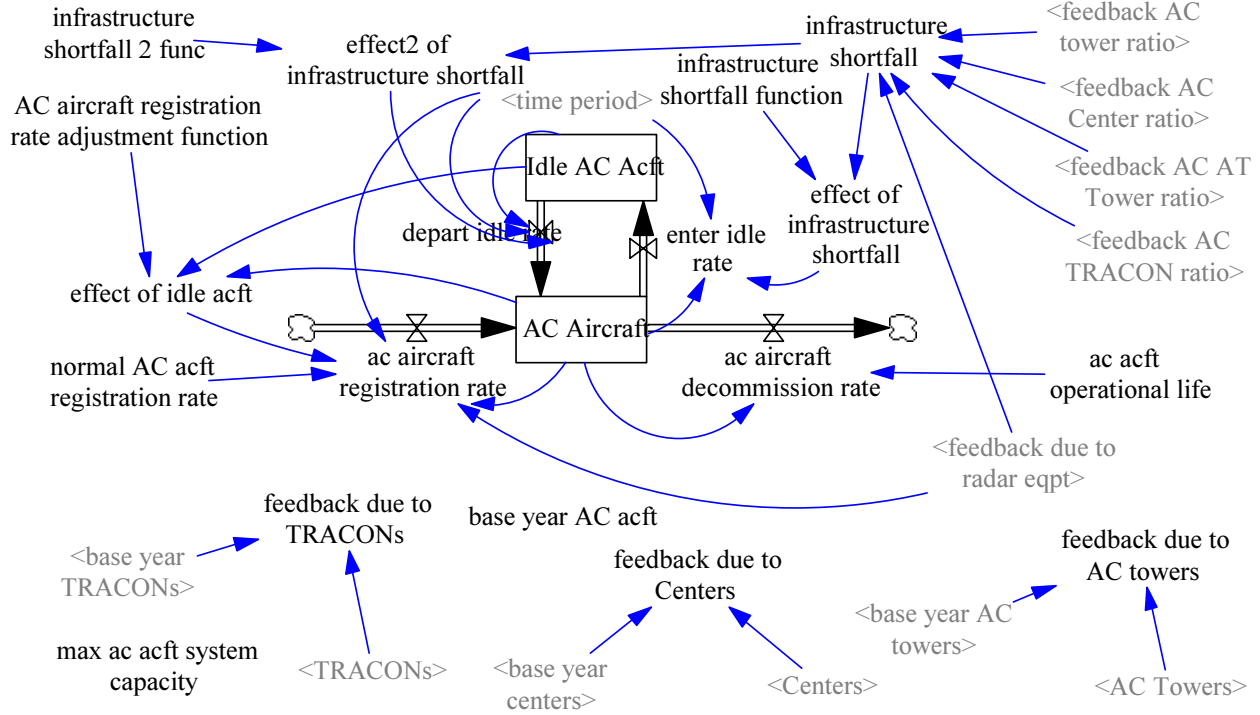 infrastructure
shortfall 2 func
effect2 of
infrastructure shortfall
infrastructure
shortfall
<feedback AC
tower ratio>
infrastructure
shortfall function
<time period>
<feedback AC
Center ratio>
AC aircraft registration
rate adjustment function
Idle AC Acft
<feedback AC AT
Tower ratio>
effect of
infrastructure
shortfall
depart idle rate
enter idle
rate
<feedback AC
TRACON ratio>
effect of idle acft
AC Aircraft
normal AC acft
registration rate
ac aircraft
registration rate
ac aircraft
decommission rate
ac acft
operational life
<feedback due to
radar eqpt>
feedback due to
TRACONs
base year AC acft
<base year
TRACONs>
feedback due to
Centers
feedback due to
AC towers
<base year AC
towers>
max ac acft system
capacity
<TRACONs>
<base year
centers>
<Centers>
<AC Towers>